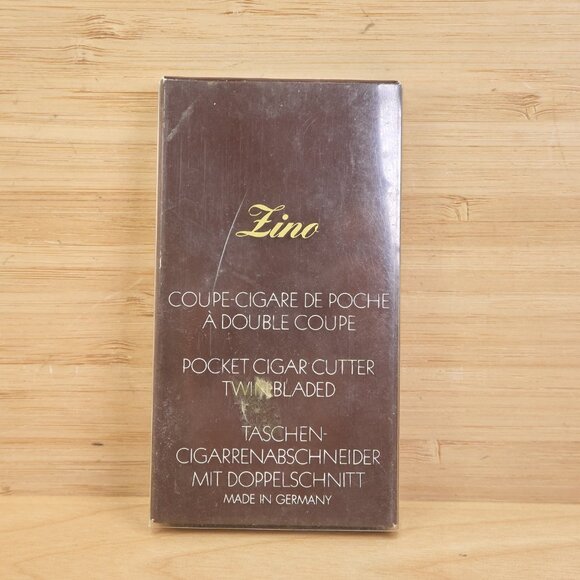 Zino
COUPE-CIGARE DE POCHE
À DOUBLE COUPE
POCKET CIGAR CUTTER
TWIN-BLADED
TASCHEN-
CIGARRENABSCHNEIDER
MIT DOPPELSCHNITT
MADE IN GERMANY